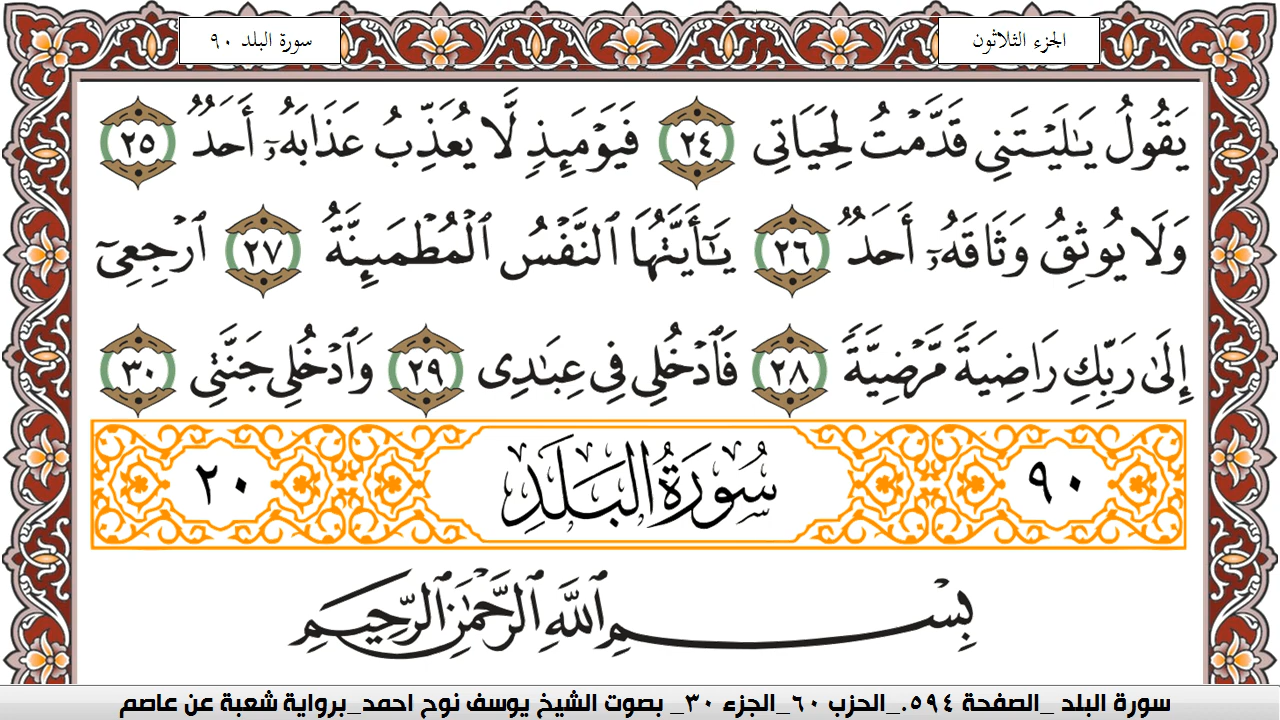 الجزء الثلاثون
سورة البلد ٩٠
يَقُولُ يَٰلَيْتَنِي قَدَّمْتُ لِحَيَاتِي ٢٤ فَيَوْمَئِذٍ لَّا يُعَذِّبُ عَذَابَهُۥٓ أَحَدٌ ٢٥
وَلَا يُوثِقُ وَثَاقَهُۥٓ أَحَدٌ ٢٦ يَٰٓأَيَّتُهَا ٱلنَّفْسُ ٱلْمُطْمَئِنَّةُ ٢٧ ٱرْجِعِيٓ
إِلَىٰ رَبِّكِ رَاضِيَةً مَّرْضِيَّةً ٢٨ فَٱدْخُلِي فِي عِبَٰدِي ٢٩ وَٱدْخُلِي جَنَّتِي ٣٠
٩٠ سُورَةُ البَلَدِ ٢٠
بِسْمِ ٱللَّهِ ٱلرَّحْمَٰنِ ٱلرَّحِيمِ
سورة البلد _الصفحة ٥٩٤._الحزب ٦٠_الجزء ٣٠_ بصوت الشيخ يوسف نوح احمد_برواية شعبة عن عاصم